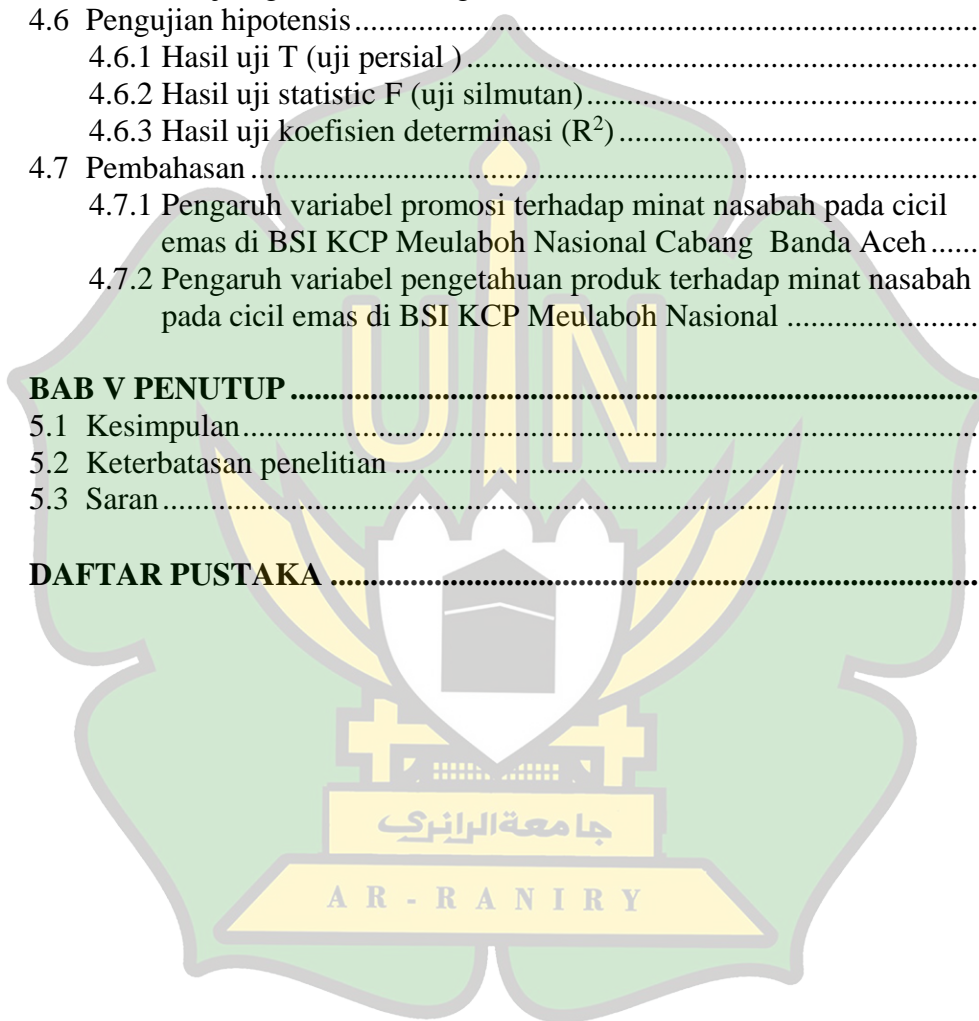 4.6 Pengujian hipotensis......................................................................
4.6.1 Hasil uji T (uji persial ).........................................................
4.6.2 Hasil uji statistic F (uji silmutan)..........................................
4.6.3 Hasil uji koefisien determinasi (R²)......................................
4.7 Pembahasan....................................................................................
4.7.1 Pengaruh variabel promosi terhadap minat nasabah pada cicil
emas di BSI KCP Meulaboh Nasional Cabang Banda Aceh......
4.7.2 Pengaruh variabel pengetahuan produk terhadap minat nasabah
pada cicil emas di BSI KCP Meulaboh Nasional .....................
BAB V PENUTUP................................................................................
5.1 Kesimpulan.....................................................................................
5.2 Keterbatasan penelitian...................................................................
5.3 Saran...............................................................................................
DAFTAR PUSTAKA ...........................................................................
UIN
جامعة الرانري
AR - RANIRY